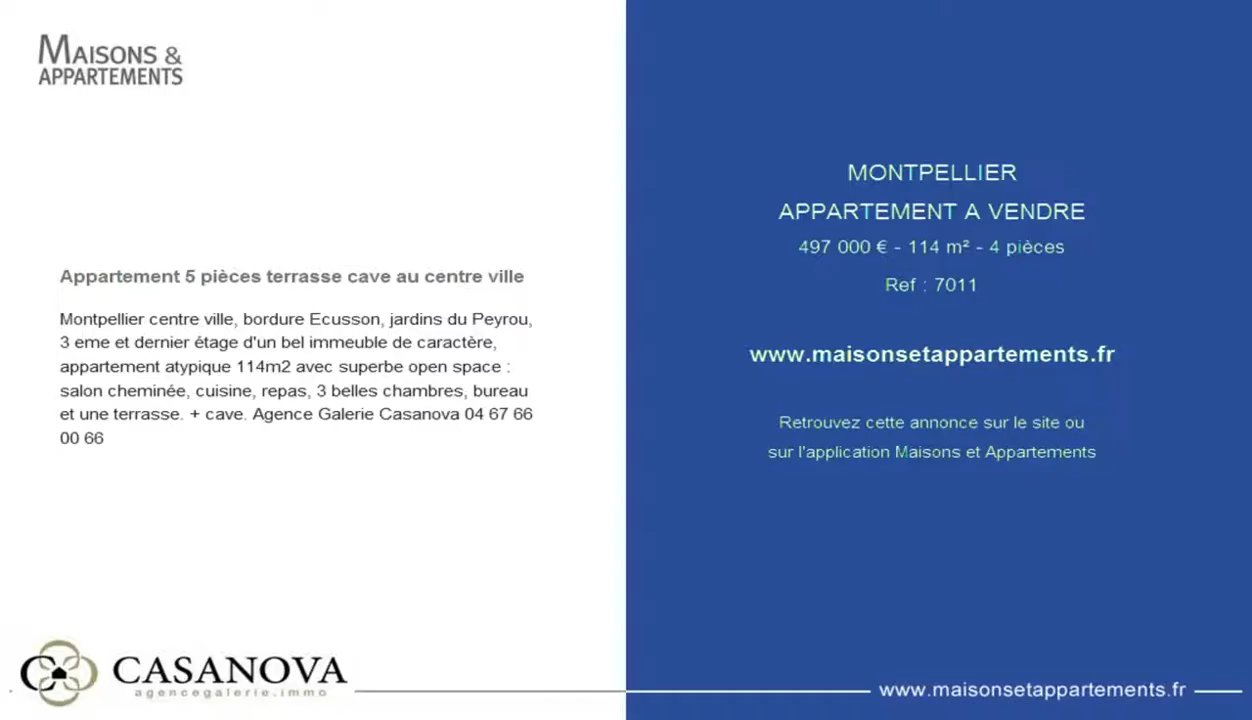 MAISONS &
APPARTEMENTS
Appartement 5 pièces terrasse cave au centre ville
Montpellier centre ville, bordure Ecusson, jardins du Peyrou,
3 eme et dernier étage d'un bel immeuble de caractère,
appartement atypique 114m2 avec superbe open space :
salon cheminée, cuisine, repas, 3 belles chambres, bureau
et une terrasse. + cave. Agence Galerie Casanova 04 67 66
00 66
CASANOVA
agencegalerie.immo
MONTPELLIER
APPARTEMENT A VENDRE
497 000 € - 114 m² - 4 pièces
Ref : 7011
www.maisonsetappartements.fr
Retrouvez cette annonce sur le site ou
sur l'application Maisons et Appartements
www.maisonsetappartements.fr